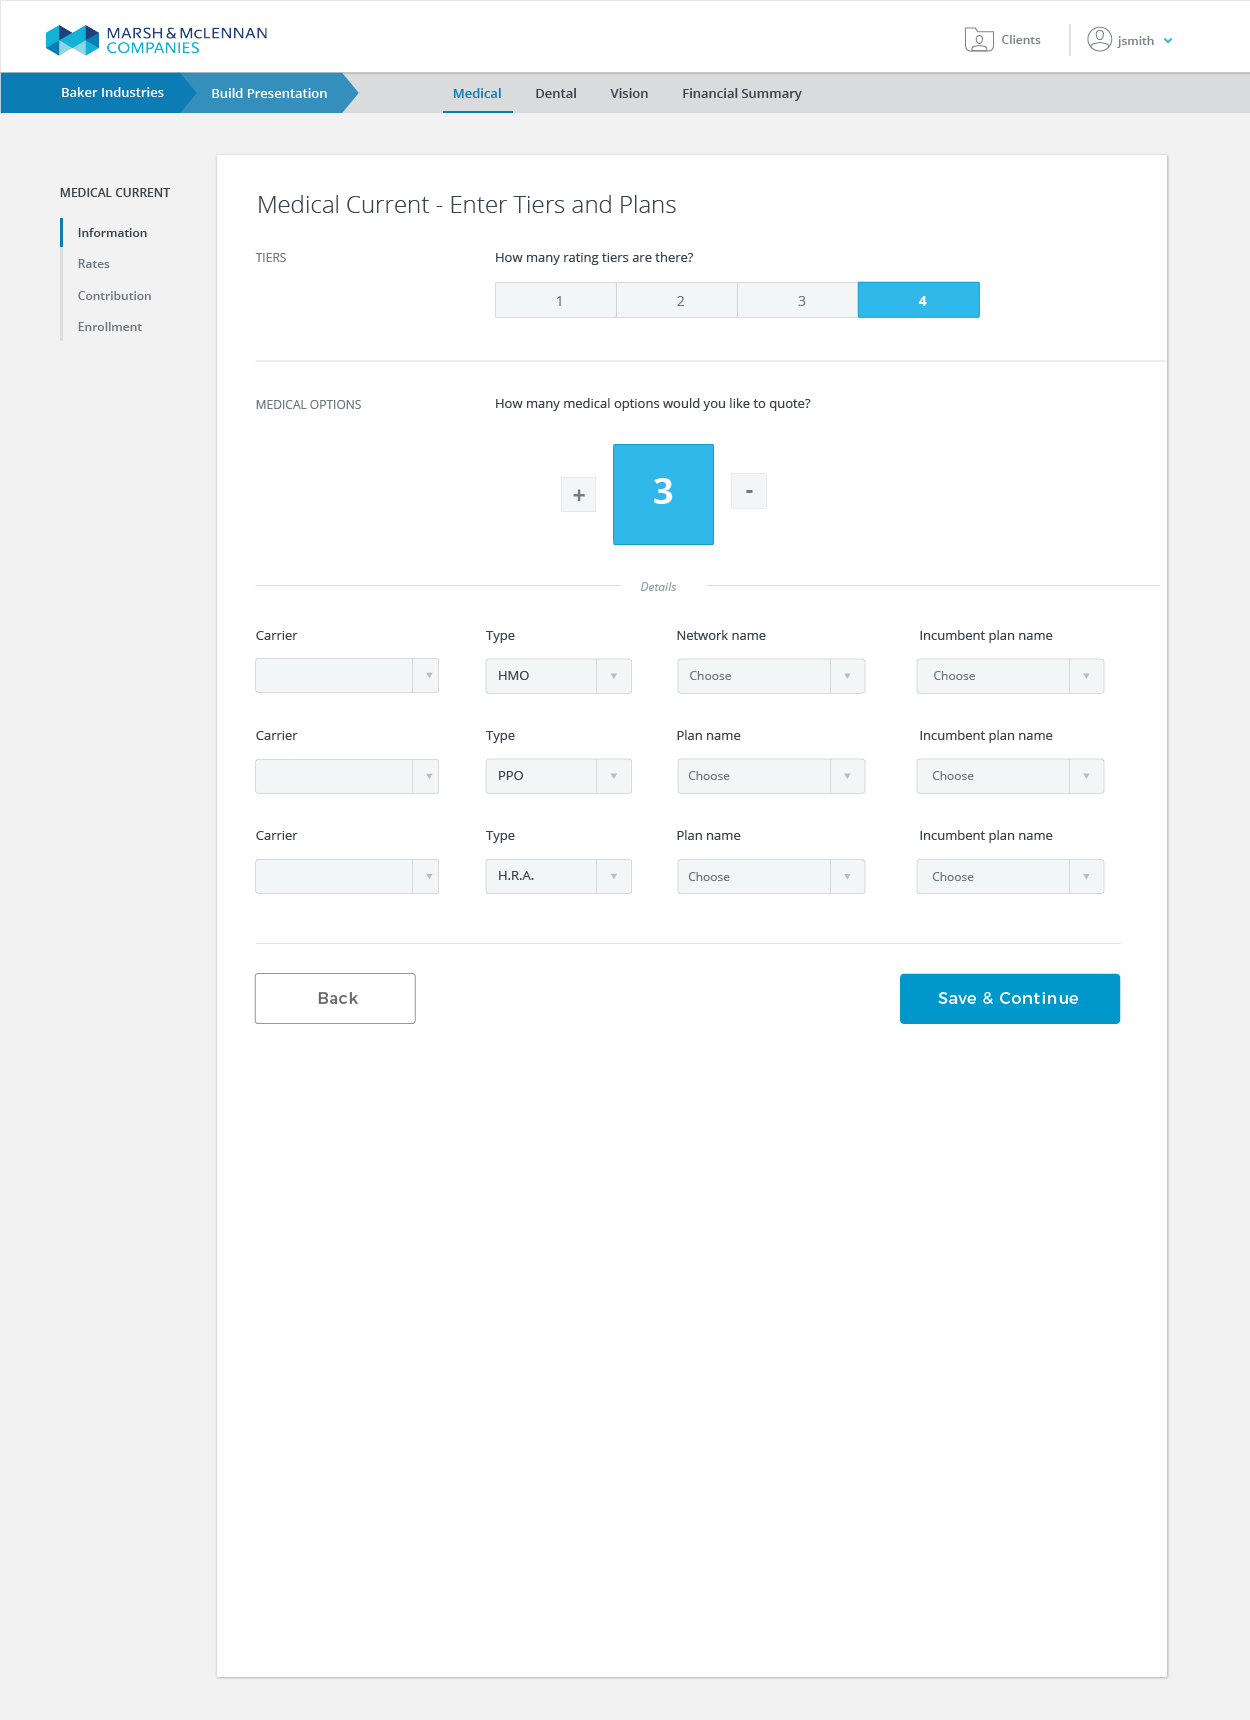 MARSH & McLENNAN
COMPANIES
Clients
jsmith
Baker Industries
Build Presentation
Medical
Dental
Vision
Financial Summary
MEDICAL CURRENT
Information
Rates
Contribution
Enrollment
Medical Current - Enter Tiers and Plans
TIERS
How many rating tiers are there?
1
2
3
4
MEDICAL OPTIONS
How many medical options would you like to quote?
+
3
-
Details
Carrier
Type
Network name
Incumbent plan name
HMO
Choose
Choose
Carrier
Type
Plan name
Incumbent plan name
PPO
Choose
Choose
Carrier
Type
Plan name
Incumbent plan name
H.R.A.
Choose
Choose
Back
Save & Continue